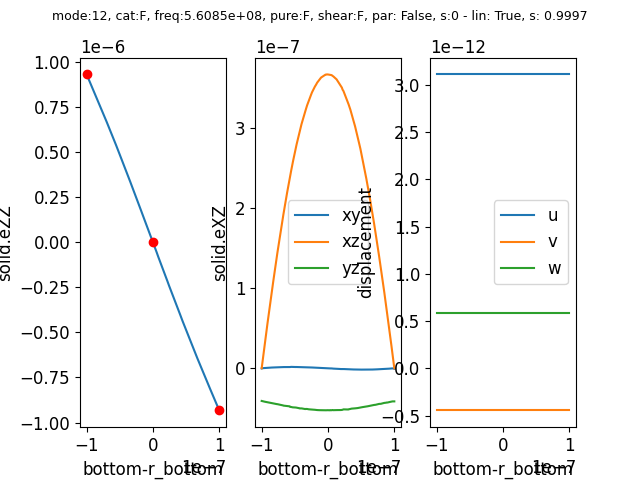 mode:12, cat:F, freq:5.6085e+08, pure:F, shear:F, par: False, s:0 - lin: True, s: 0.9997
1e−6
1.00
0.75
0.50
0.25
0.00
−0.25
−0.50
−0.75
−1.00
solid.eZZ
−1
0
1
1e−7
bottom-r_bottom
1e−7
3
2
1
0
solid.eXZ
xy
xz
yz
−1
0
1
1e−7
bottom-r_bottom
1e−12
3.0
2.5
2.0
1.5
1.0
0.5
0.0
−0.5
displacement
u
v
w
−1
0
1
1e−7
bottom-r_bottom